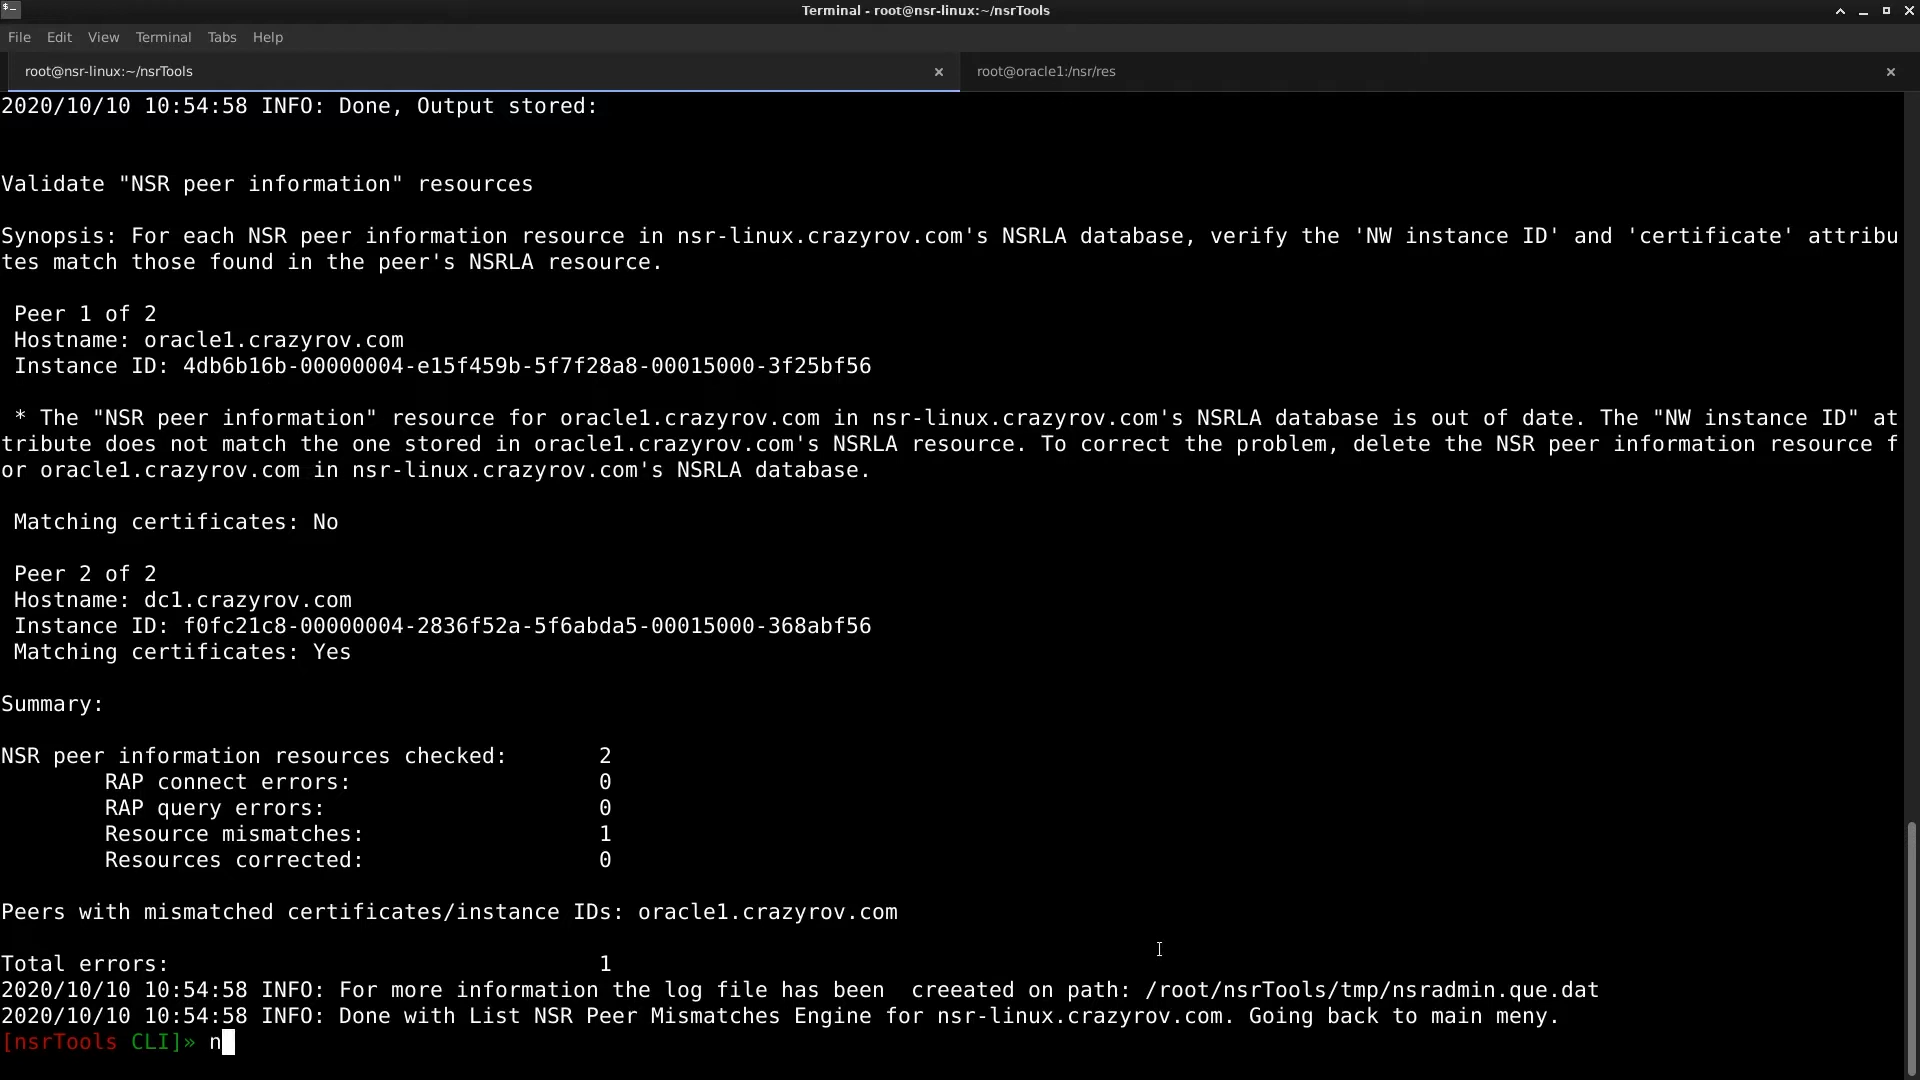 Terminal - root@nsr-linux:~/nsrTools
File Edit View Terminal Tabs Help
root@nsr-linux:~/nsrTools
root@oracle1:/nsr/res
2020/10/10 10:54:58 INFO: Done, Output stored:
Validate "NSR peer information" resources
Synopsis: For each NSR peer information resource in nsr-linux.crazyrov.com's NSRLA database, verify the 'NW instance ID' and 'certificate' attribu
tes match those found in the peer's NSRLA resource.
Peer 1 of 2
Hostname: oracle1.crazyrov.com
Instance ID: 4db6b16b-00000004-e15f459b-5f7f28a8-00015000-3f25bf56
* The "NSR peer information" resource for oracle1.crazyrov.com in nsr-linux.crazyrov.com's NSRLA database is out of date. The "NW instance ID" at
tribute does not match the one stored in oracle1.crazyrov.com's NSRLA resource. To correct the problem, delete the NSR peer information resource f
or oracle1.crazyrov.com in nsr-linux.crazyrov.com's NSRLA database.
Matching certificates: No
Peer 2 of 2
Hostname: dc1.crazyrov.com
Instance ID: f0fc21c8-00000004-2836f52a-5f6abda5-00015000-368abf56
Matching certificates: Yes
Summary:
NSR peer information resources checked: 2
RAP connect errors: 0
RAP query errors: 0
Resource mismatches: 1
Resources corrected: 0
Peers with mismatched certificates/instance IDs: oracle1.crazyrov.com
Total errors: 1
2020/10/10 10:54:58 INFO: For more information the log file has been  creeated on path: /root/nsrTools/tmp/nsradmin.que.dat
2020/10/10 10:54:58 INFO: Done with List NSR Peer Mismatches Engine for nsr-linux.crazyrov.com. Going back to main meny.
[nsrTools CLI]» n